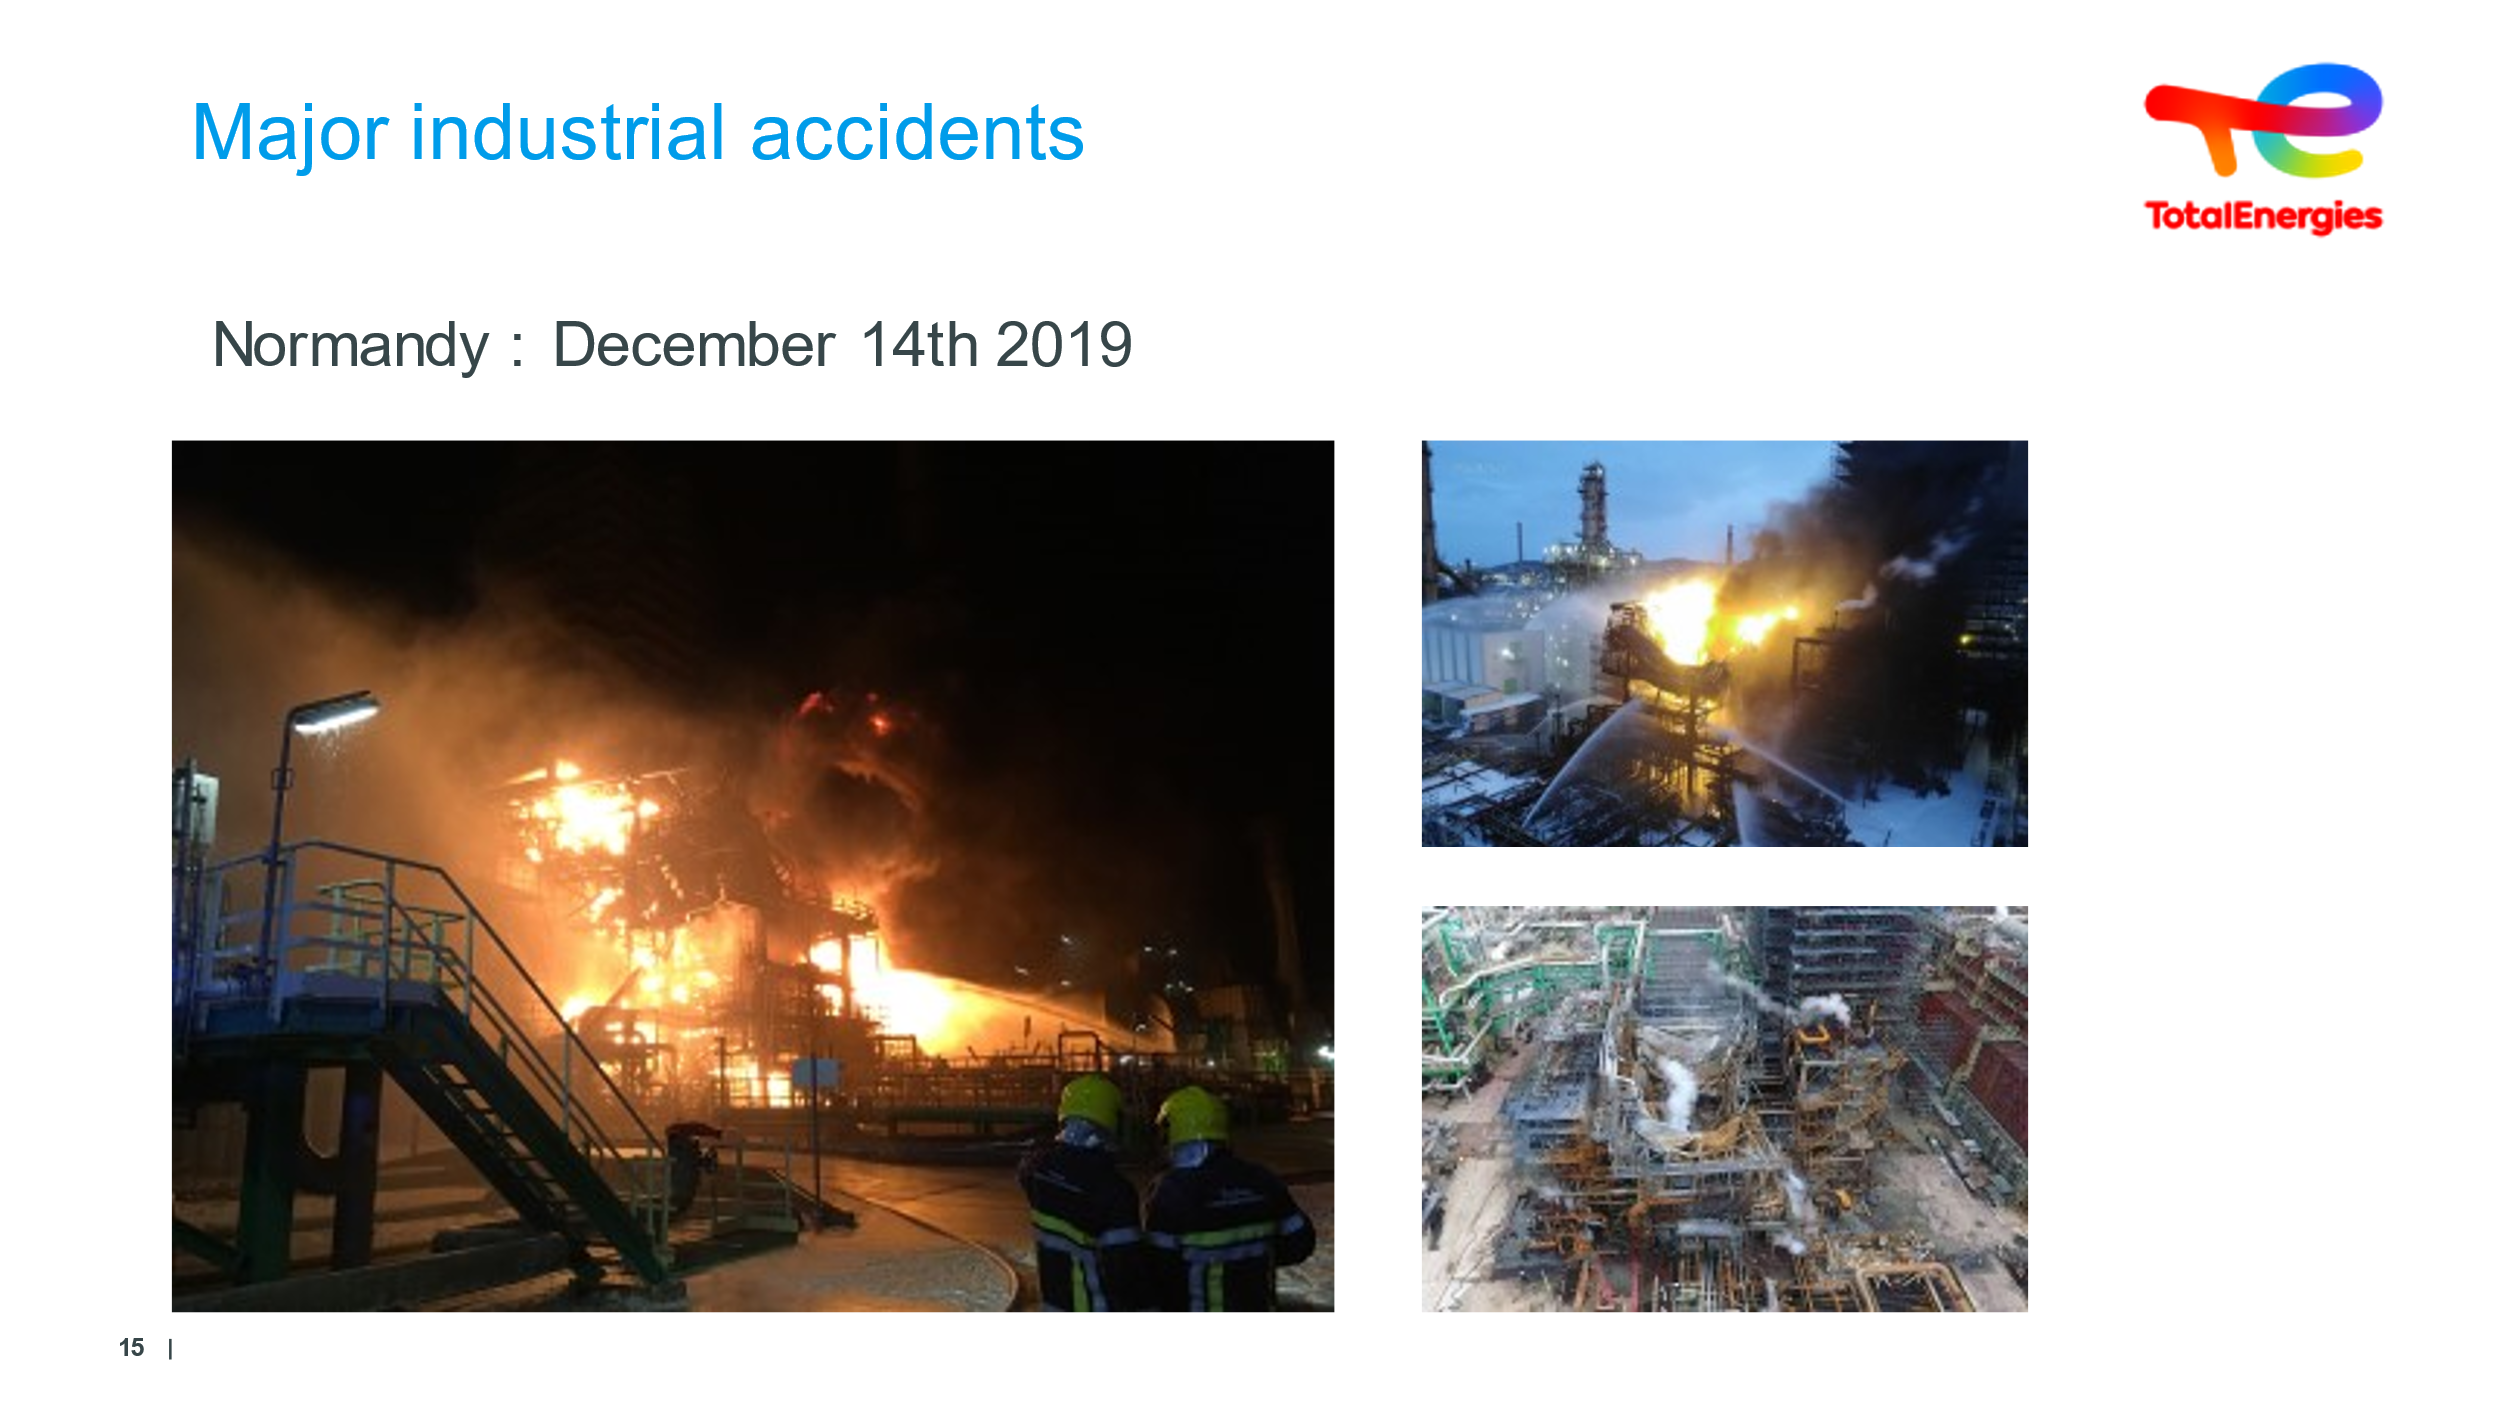 Major industrial accidents
TotalEnergies
Normandy : December 14th 2019
15 |